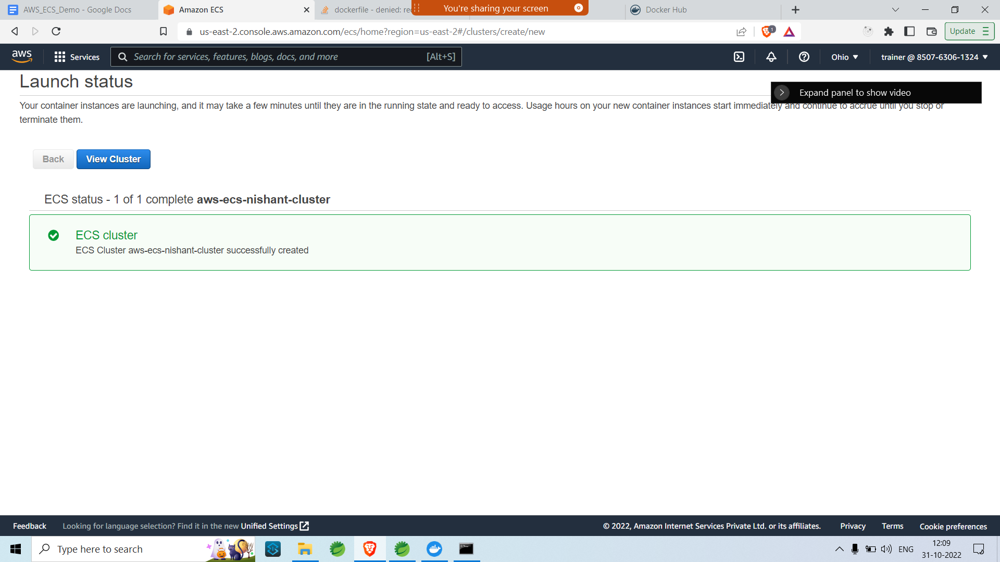 AWS_ECS_Demo - Google Docs
Amazon ECS
dockerfile - denied: re
You're sharing your screen
Docker Hub
us-east-2.console.aws.amazon.com/ecs/home?region=us-east-2#/clusters/create/new
1
Update
aws
Services
Search for services, features, blogs, docs, and more
[Alt+S]
Ohio
trainer @ 8507-6306-1324
Launch status
Expand panel to show video
Your container instances are launching, and it may take a few minutes until they are in the running state and ready to access. Usage hours on your new container instances start immediately and continue to accrue until you stop or
terminate them.
Back
View Cluster
ECS status - 1 of 1 complete aws-ecs-nishant-cluster
ECS cluster
ECS Cluster aws-ecs-nishant-cluster successfully created
Feedback
Looking for language selection? Find it in the new Unified Settings
© 2022, Amazon Internet Services Private Ltd. or its affiliates.
Privacy
Terms
Cookie preferences
Type here to search
ENG
12:09
31-10-2022